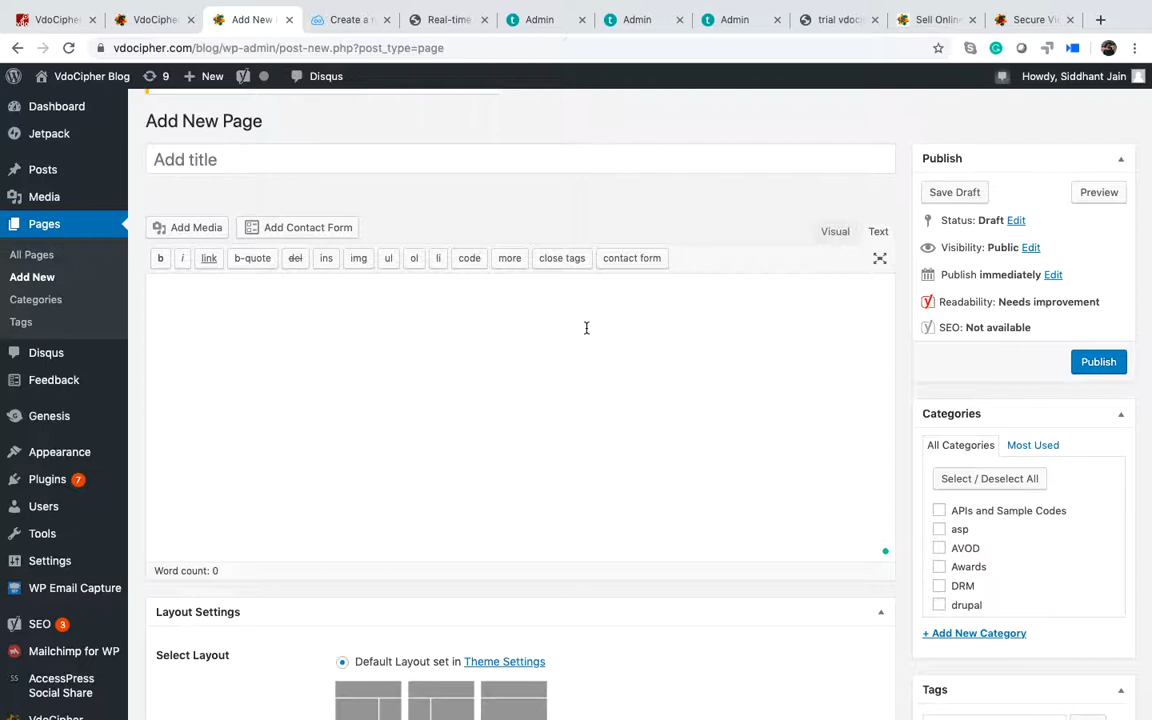 VdoCiphe
VdoCiphe
Add New
Create a
Real-time
Admin
Admin
Admin
trial vdoci
Sell Online
Secure Vi
vdocipher.com/blog/wp-admin/post-new.php?post_type=page
VdoCipher Blog
9
New
Disqus
Howdy, Siddhant Jain
Dashboard
Jetpack
Posts
Media
Pages
All Pages
Add New
Categories
Tags
Disqus
Feedback
Genesis
Appearance
Plugins 7
Users
Tools
Settings
WP Email Capture
SEO 3
Mailchimp for WP
AccessPress
Social Share
VdoCipher
Add New Page
Add title
Add Media
Add Contact Form
Visual
Text
b
i
link
b-quote
del
ins
img
ul
ol
li
code
more
close tags
contact form
Word count: 0
Layout Settings
Select Layout
Default Layout set in Theme Settings
Publish
Save Draft
Preview
Status: Draft Edit
Visibility: Public Edit
Publish immediately Edit
Readability: Needs improvement
SEO: Not available
Publish
Categories
All Categories
Most Used
Select / Deselect All
APIs and Sample Codes
asp
AVOD
Awards
DRM
drupal
+ Add New Category
Tags